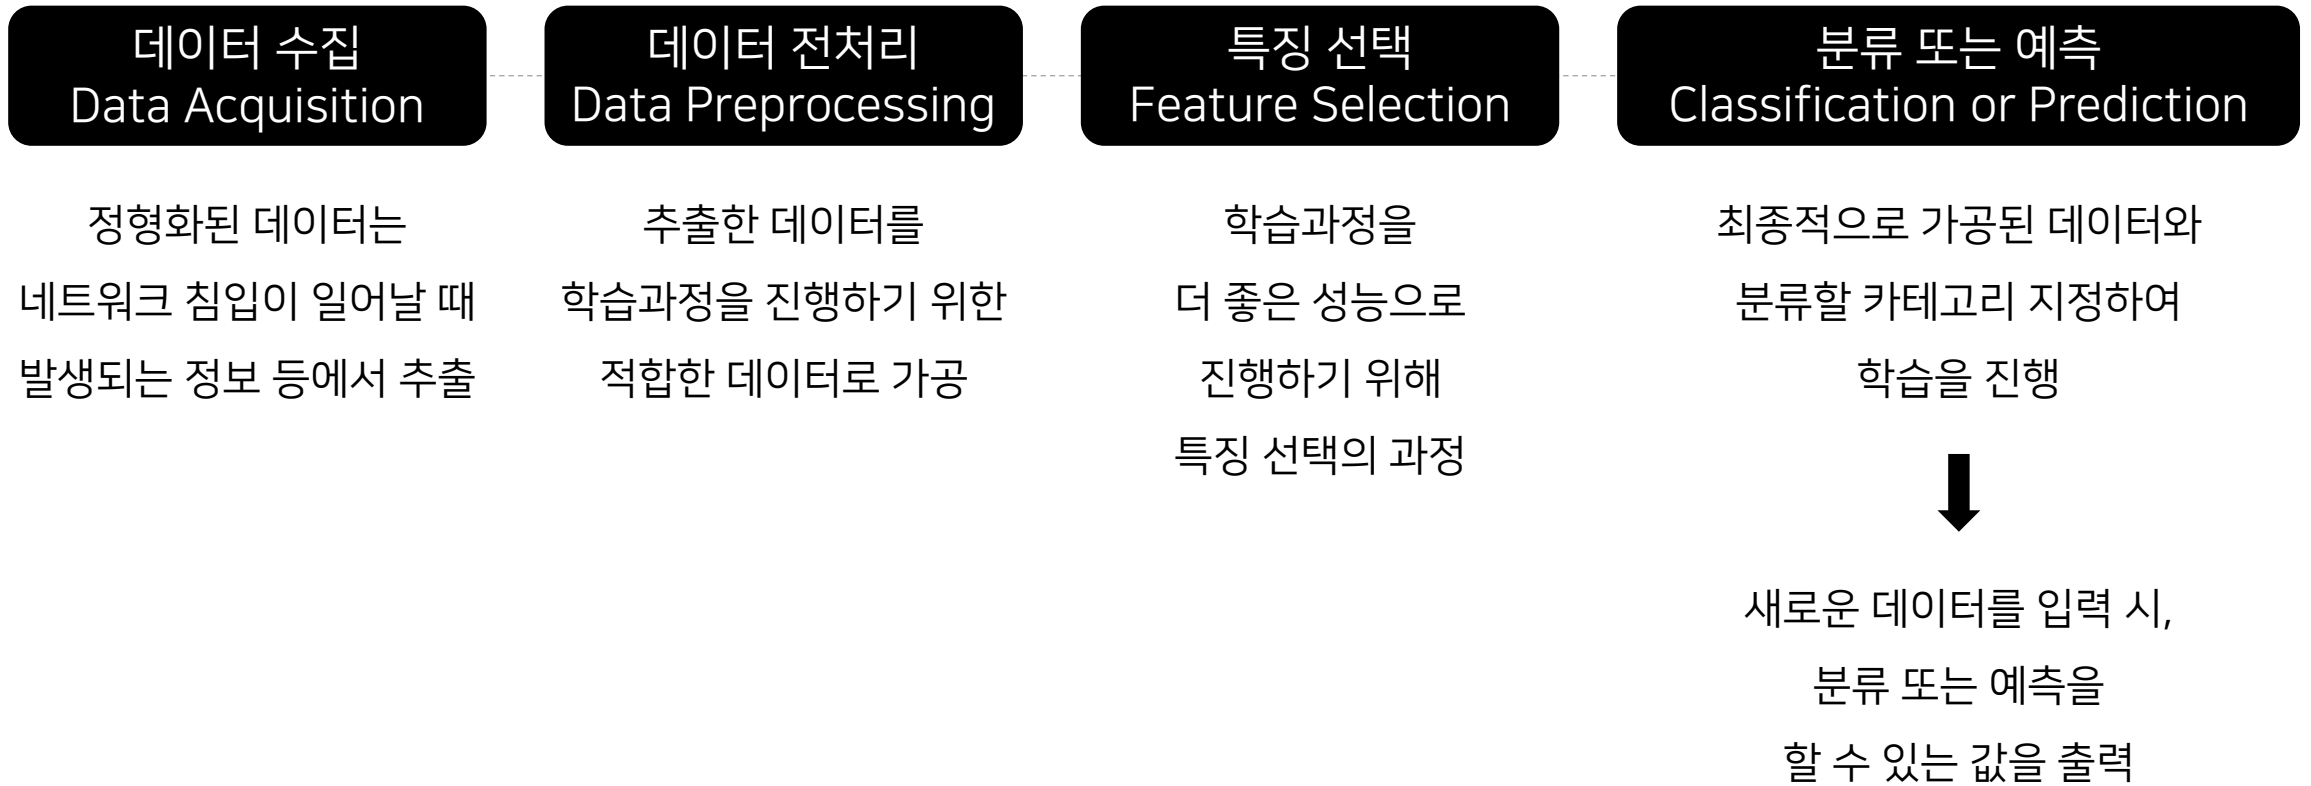 데이터 수집
Data Acquisition
정형화된 데이터는
네트워크 침입이 일어날 때
발생되는 정보 등에서 추출
데이터 전처리
Data Preprocessing
추출한 데이터를
학습과정을 진행하기 위한
적합한 데이터로 가공
특징 선택
Feature Selection
학습과정을
더 좋은 성능으로
진행하기 위해
특징 선택의 과정
분류 또는 예측
Classification or Prediction
최종적으로 가공된 데이터와
분류할 카테고리 지정하여
학습을 진행
새로운 데이터를 입력 시,
분류 또는 예측을
할 수 있는 값을 출력